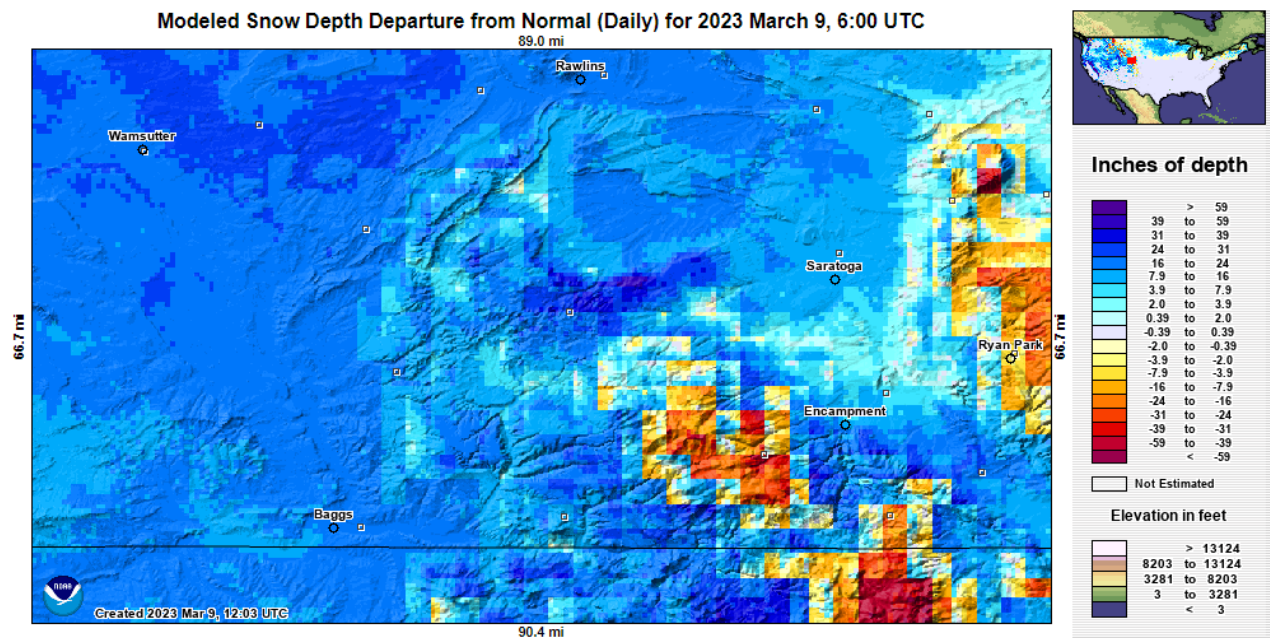 Modeled Snow Depth Departure from Normal (Daily) for 2023 March 9, 6:00 UTC
89.0 mi
Rawlins
Wamsutter
Saratoga
66.7 mi
66.7 mi
Ryan Park
Encampment
Baggs
NOAA
Created 2023 Mar 9, 12:03 UTC
90.4 mi
Inches of depth
> 59
39 to 59
31 to 39
24 to 31
16 to 24
7.9 to 16
3.9 to 7.9
2.0 to 3.9
0.39 to 2.0
-0.39 to 0.39
-2.0 to -0.39
-3.9 to -2.0
-7.9 to -3.9
-16 to -7.9
-24 to -16
-31 to -24
-39 to -31
-59 to -39
< -59
Not Estimated
Elevation in feet
> 13124
8203 to 13124
3281 to 8203
3 to 3281
< 3